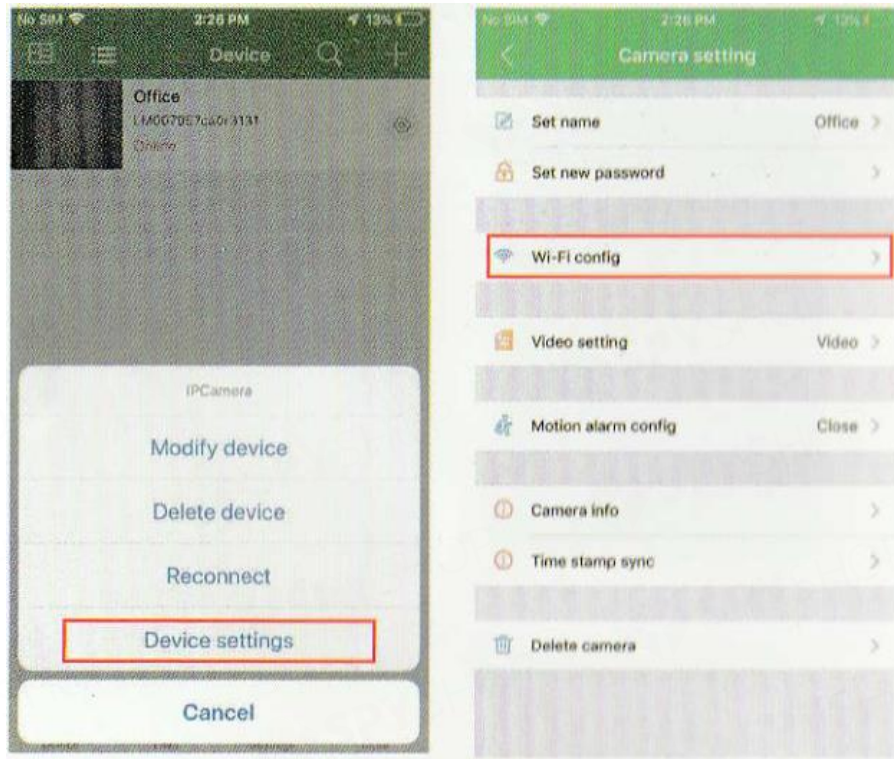 No SIM
2:26 PM
13%
Device
Office
Online
IPCamera
Modify device
Delete device
Reconnect
Device settings
Cancel
No SIM
2:26 PM
13%
Camera setting
Set name
Office
Set new password
Wi-Fi config
Video setting
Video
Motion alarm config
Close
Camera info
Time stamp sync
Delete camera